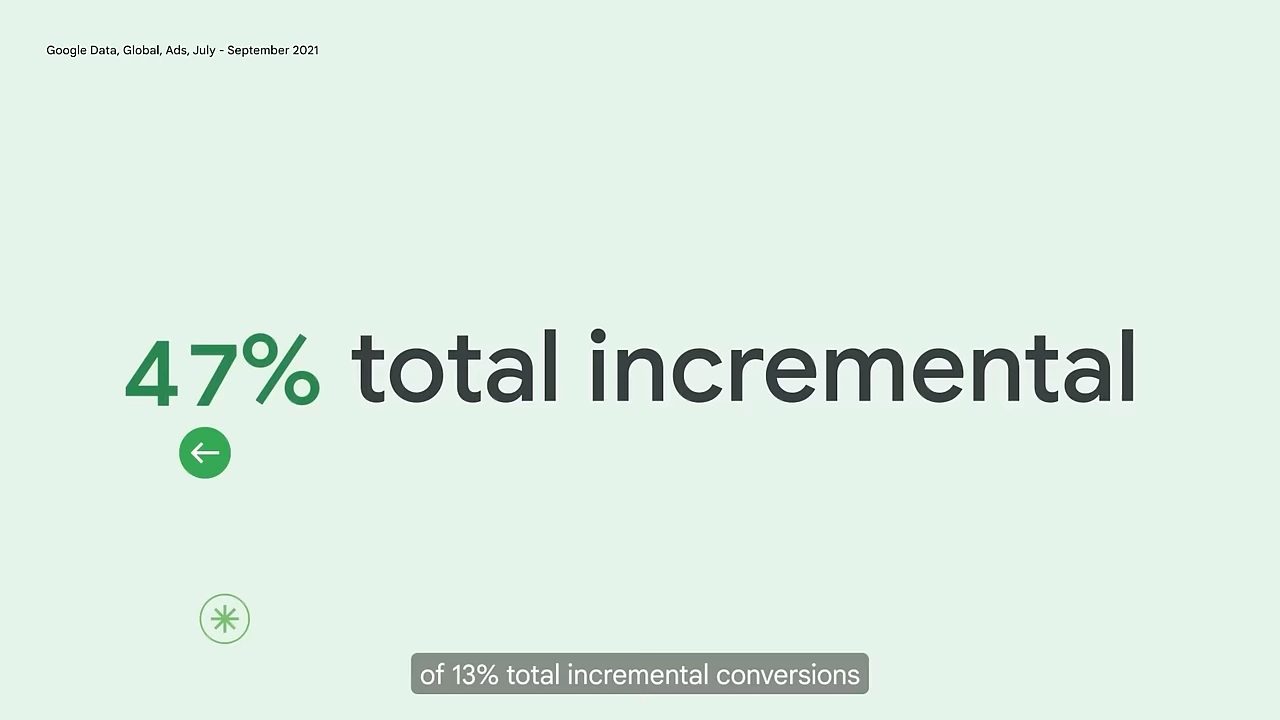 Google Data, Global, Ads, July - September 2021
47% total incremental
of 13% total incremental conversions